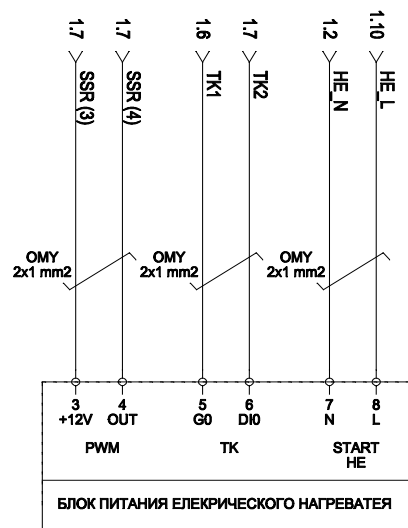 1.7 1.7 1.6 1.7 1.2 1.10
SSR (3) SSR (4) TK1 TK2 HE_N HE_L
OMY OMY OMY
2x1 mm2 2x1 mm2 2x1 mm2
3 4 5 6 7 8
+12V OUT G0 DI0 N L
PWM TK START
HE
БЛОК ПИТАНИЯ ЕЛЕКРИЧЕСКОГО НАГРЕВАТЕЯ